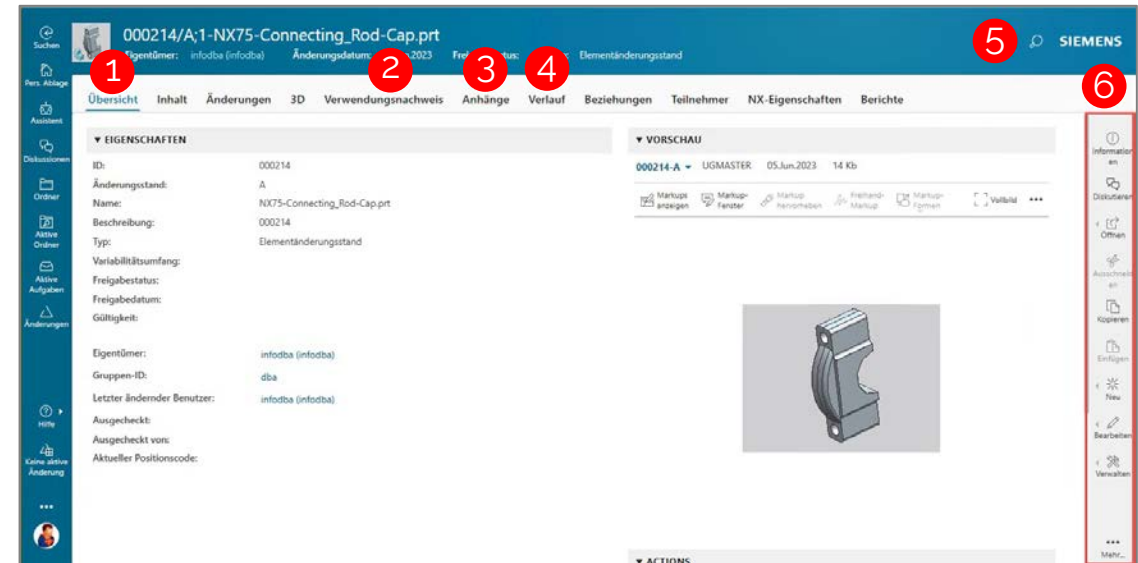 Suchen
Pers. Ablage
Assistent
Diskussionen
Ordner
Aktive
Ordner
Aktive
Aufgaben
Änderungen
Hilfe
Keine aktive
Änderung
000214/A;1-NX75-Connecting_Rod-Cap.prt
Eigentümer: infodba (infodba) Änderungsdatum: .2023 Elementänderungsstand
5
SIEMENS
1
2
3
4
6
Übersicht Inhalt Änderungen 3D Verwendungsnachweis Anhänge Verlauf Beziehungen Teilnehmer NX-Eigenschaften Berichte
▼ EIGENSCHAFTEN
ID: 000214
Änderungsstand: A
Name: NX75-Connecting_Rod-Cap.prt
Beschreibung: 000214
Typ: Elementänderungsstand
Variabilitätsumfang:
Freigabestatus:
Freigabedatum:
Gültigkeit:
Eigentümer: infodba (infodba)
Gruppen-ID: dba
Letzter ändernder Benutzer: infodba (infodba)
Ausgecheckt:
Ausgecheckt von:
Aktueller Positionscode:
▼ VORSCHAU
000214-A UGMASTER 05.Jun.2023 14 Kb
Markups
anzeigen
Markup-
Fenster
Markup
hervorheben
Freihand-
Markup
Markup-
Formen
Vollbild
▼ ACTIONS
Information
en
Diskutieren
Öffnen
Ausschneid
en
Kopieren
Einfügen
Neu
Bearbeiten
Verwalten
Mehr...